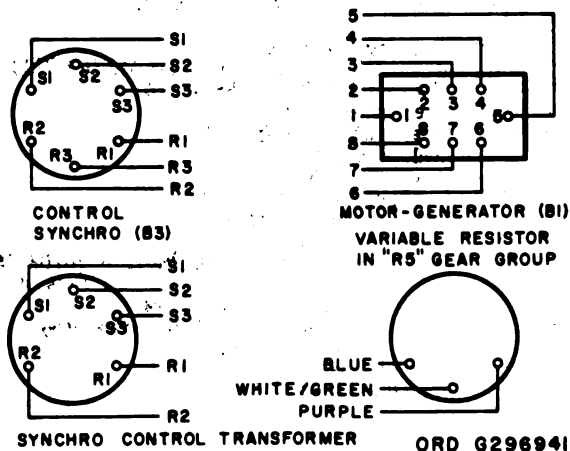 S1
S1
S2
S2
S3
S3
R2
R1
R1
R3
R3
R2
CONTROL
SYNCHRO (B3)
5
4
3
2
2
3
4
1
1
5
8
8
7
6
7
6
MOTOR-GENERATOR (B1)
VARIABLE RESISTOR
IN "R5" GEAR GROUP
S1
S1
S2
S2
S3
S3
R2
R1
R1
R2
SYNCHRO CONTROL TRANSFORMER
BLUE
WHITE/GREEN
PURPLE
ORD G296941